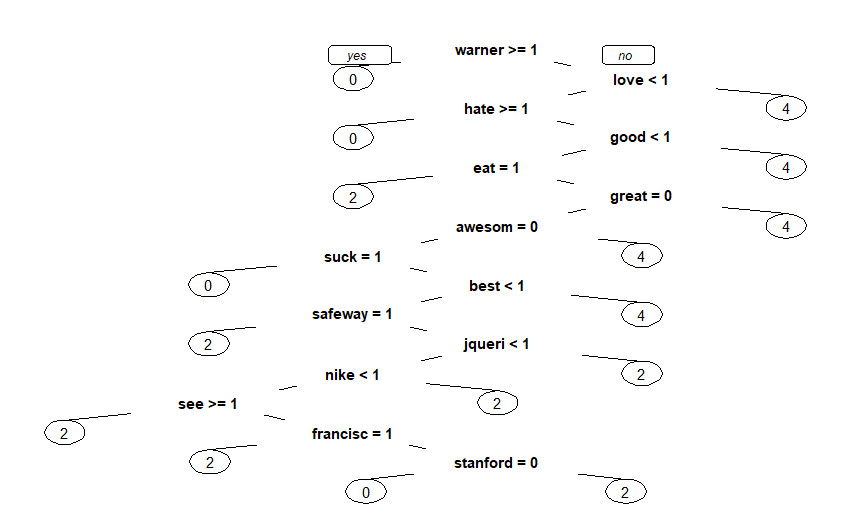 warner >= 1
yes
no
0
love < 1
4
hate >= 1
0
good < 1
4
eat = 1
2
great = 0
4
awesom = 0
4
suck = 1
0
best < 1
4
safeway = 1
2
jqueri < 1
2
nike < 1
2
see >= 1
2
francisc = 1
2
stanford = 0
0
2